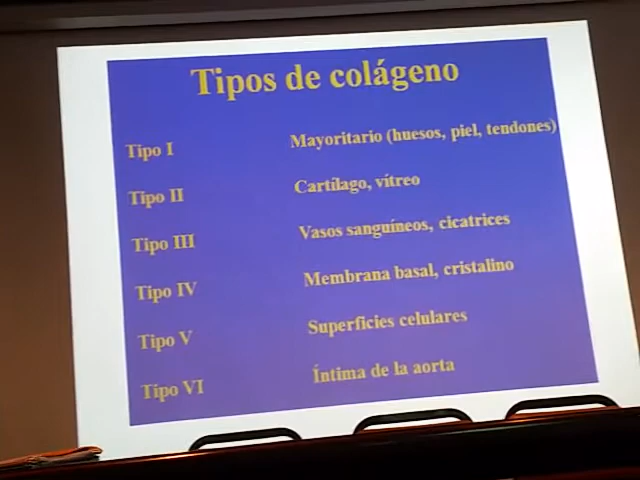 Tipos de colágeno
Tipo I Mayoritario (huesos, piel, tendones)
Tipo II Cartílago, vítreo
Tipo III Vasos sanguíneos, cicatrices
Tipo IV Membrana basal, cristalino
Tipo V Superficies celulares
Tipo VI Íntima de la aorta